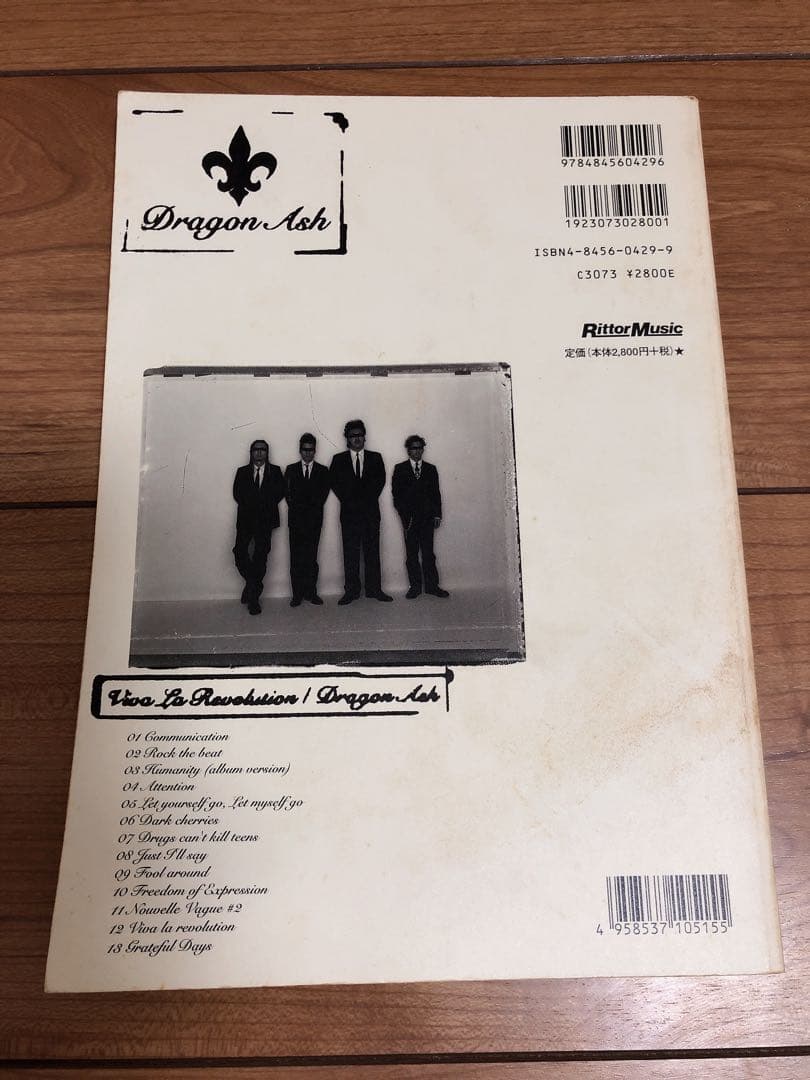 Dragon Ash
9784845604296
1923073028001
ISBN4-8456-0429-9
C3073 ¥2800E
RittorMusic
定価(本体2,800円+税)★
Viva La Revolution / Dragon Ash
01 Communication
02 Rock the beat
03 Humanity (album version)
04 Attention
05 Let yourself go, Let myself go
06 Dark cherries
07 Drugs can't kill teens
08 Just I'll say
09 Fool around
10 Freedom of Expression
11 Nouvelle Vague #2
12 Viva la revolution
13 Grateful Days
4 958537 105155